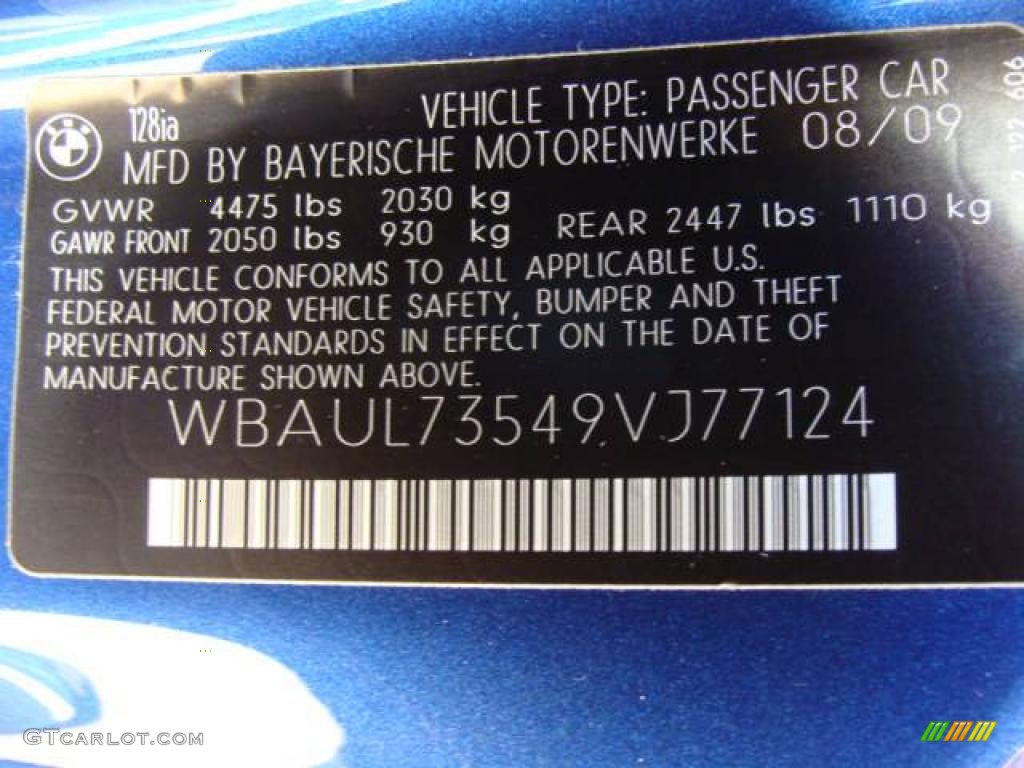 128ia VEHICLE TYPE: PASSENGER CAR
MFD BY BAYERISCHE MOTORENWERKE 08/09
GVWR 4475 lbs 2030 kg
GAWR FRONT 2050 lbs 930 kg REAR 2447 lbs 1110 kg
THIS VEHICLE CONFORMS TO ALL APPLICABLE U.S.
FEDERAL MOTOR VEHICLE SAFETY, BUMPER AND THEFT
PREVENTION STANDARDS IN EFFECT ON THE DATE OF
MANUFACTURE SHOWN ABOVE.
WBAUL73549VJ77124
606
GTCARLOT.COM